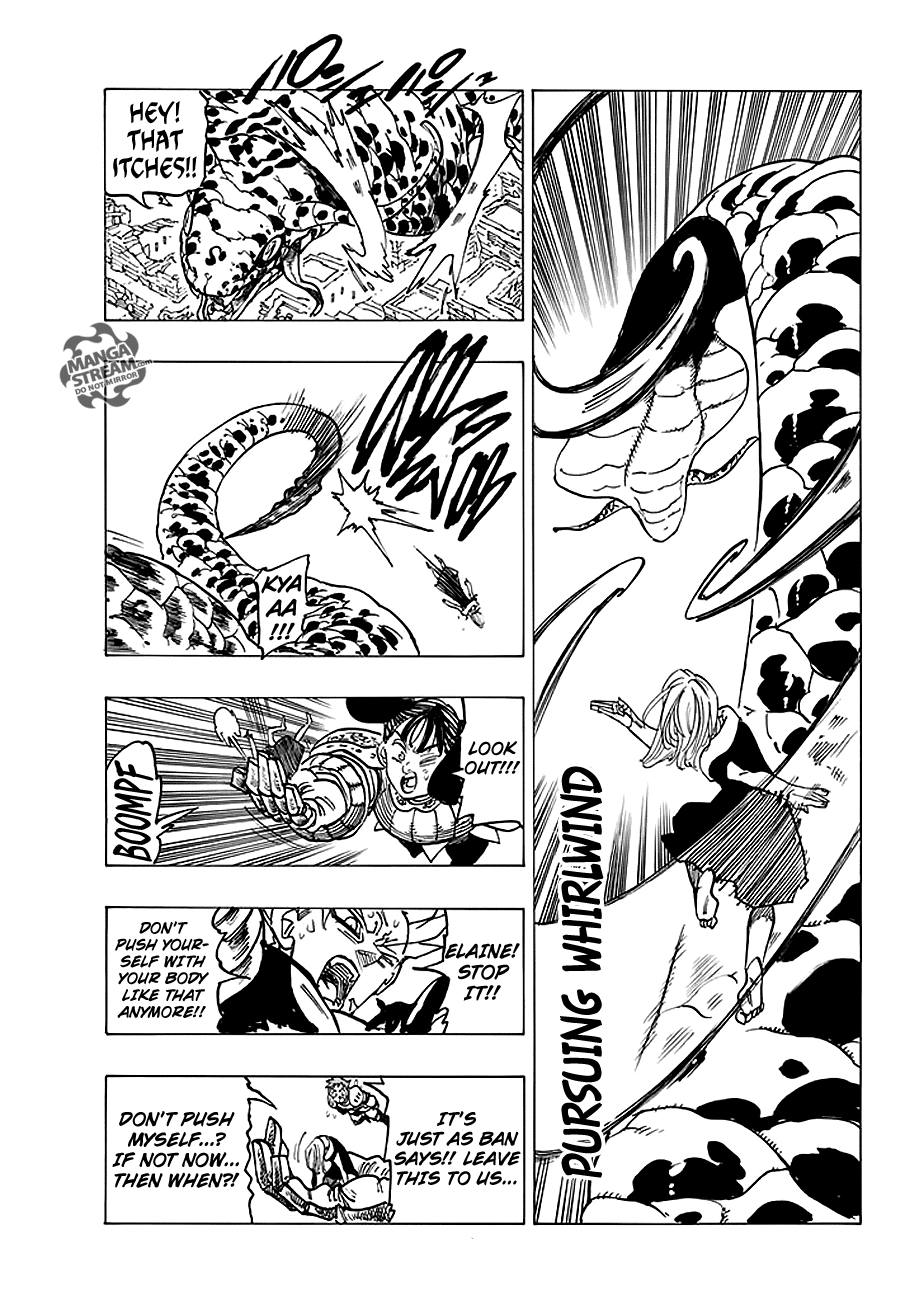 PURSUING WHIRLWIND
HEY!
THAT
ITCHES!!
MANGA
STREAM.com
DO NOT MIRROR
KYA
AA
!!!
LOOK
OUT!!!
BOOMPF
ELAINE!
STOP
IT!!
DON'T
PUSH YOUR-
SELF WITH
YOUR BODY
LIKE THAT
ANYMORE!!
IT'S
JUST AS BAN
SAYS!! LEAVE
THIS TO US...
DON'T PUSH
MYSELF...?
IF NOT NOW...
THEN WHEN?!